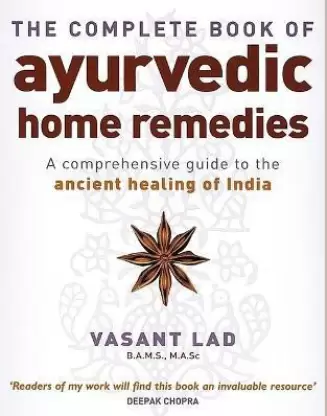 THE COMPLETE BOOK OF
ayurvedic
home remedies
A comprehensive guide to the
ancient healing of India
VASANT LAD
B.A.M.S., M.A.Sc
'Readers of my work will find this book an invaluable resource'
DEEPAK CHOPRA